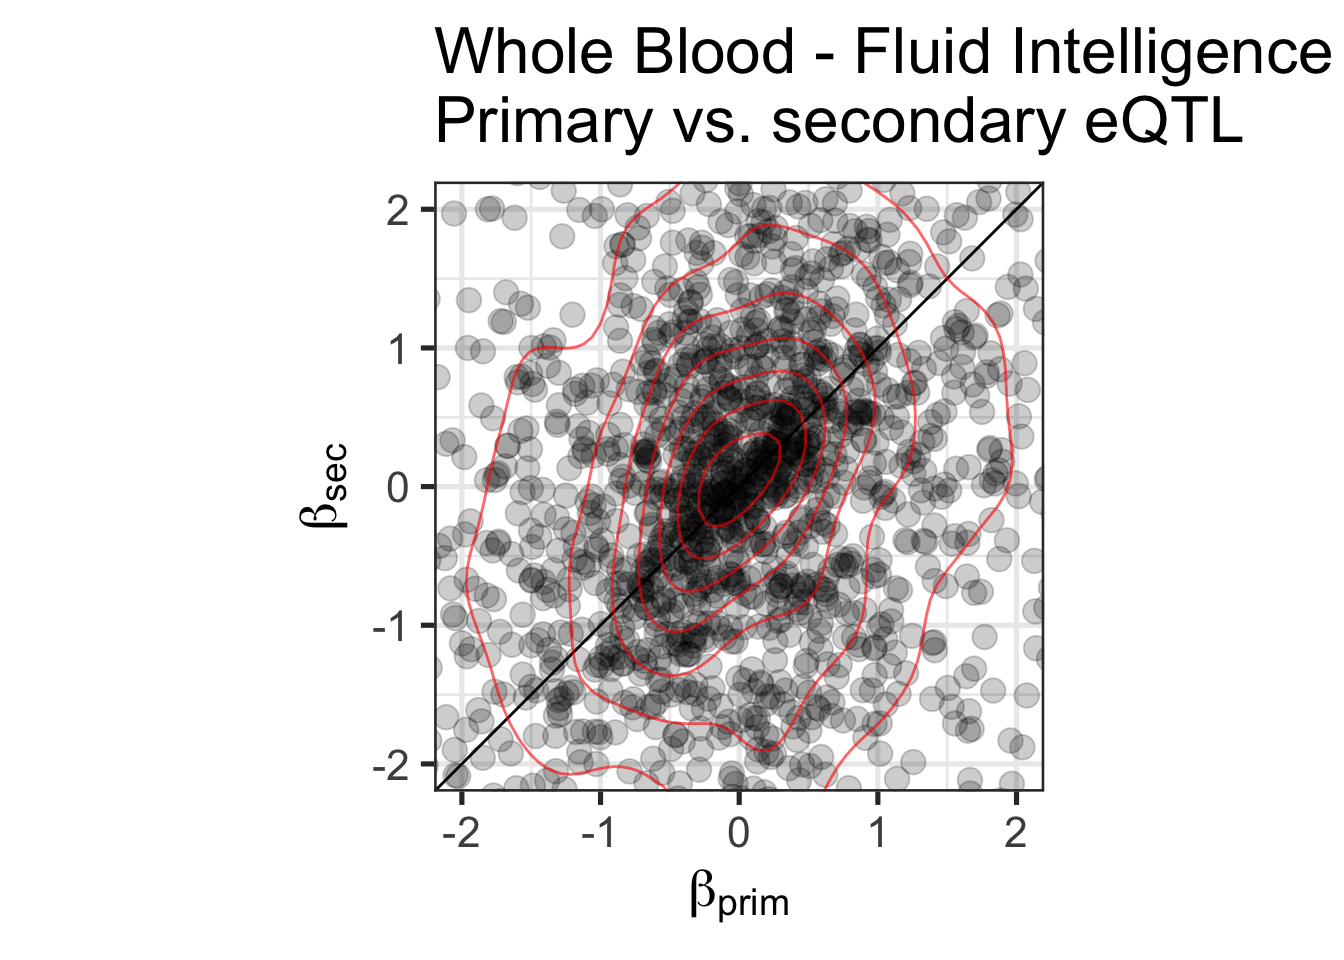 Whole Blood - Fluid Intelligence
Primary vs. secondary eQTL
2
1
0
-1
-2
βsec
-2 -1 0 1 2
βprim